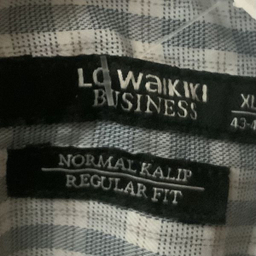 LC WAIKIKI
BUSINESS
XL
NORMAL KALIP
REGULAR FIT